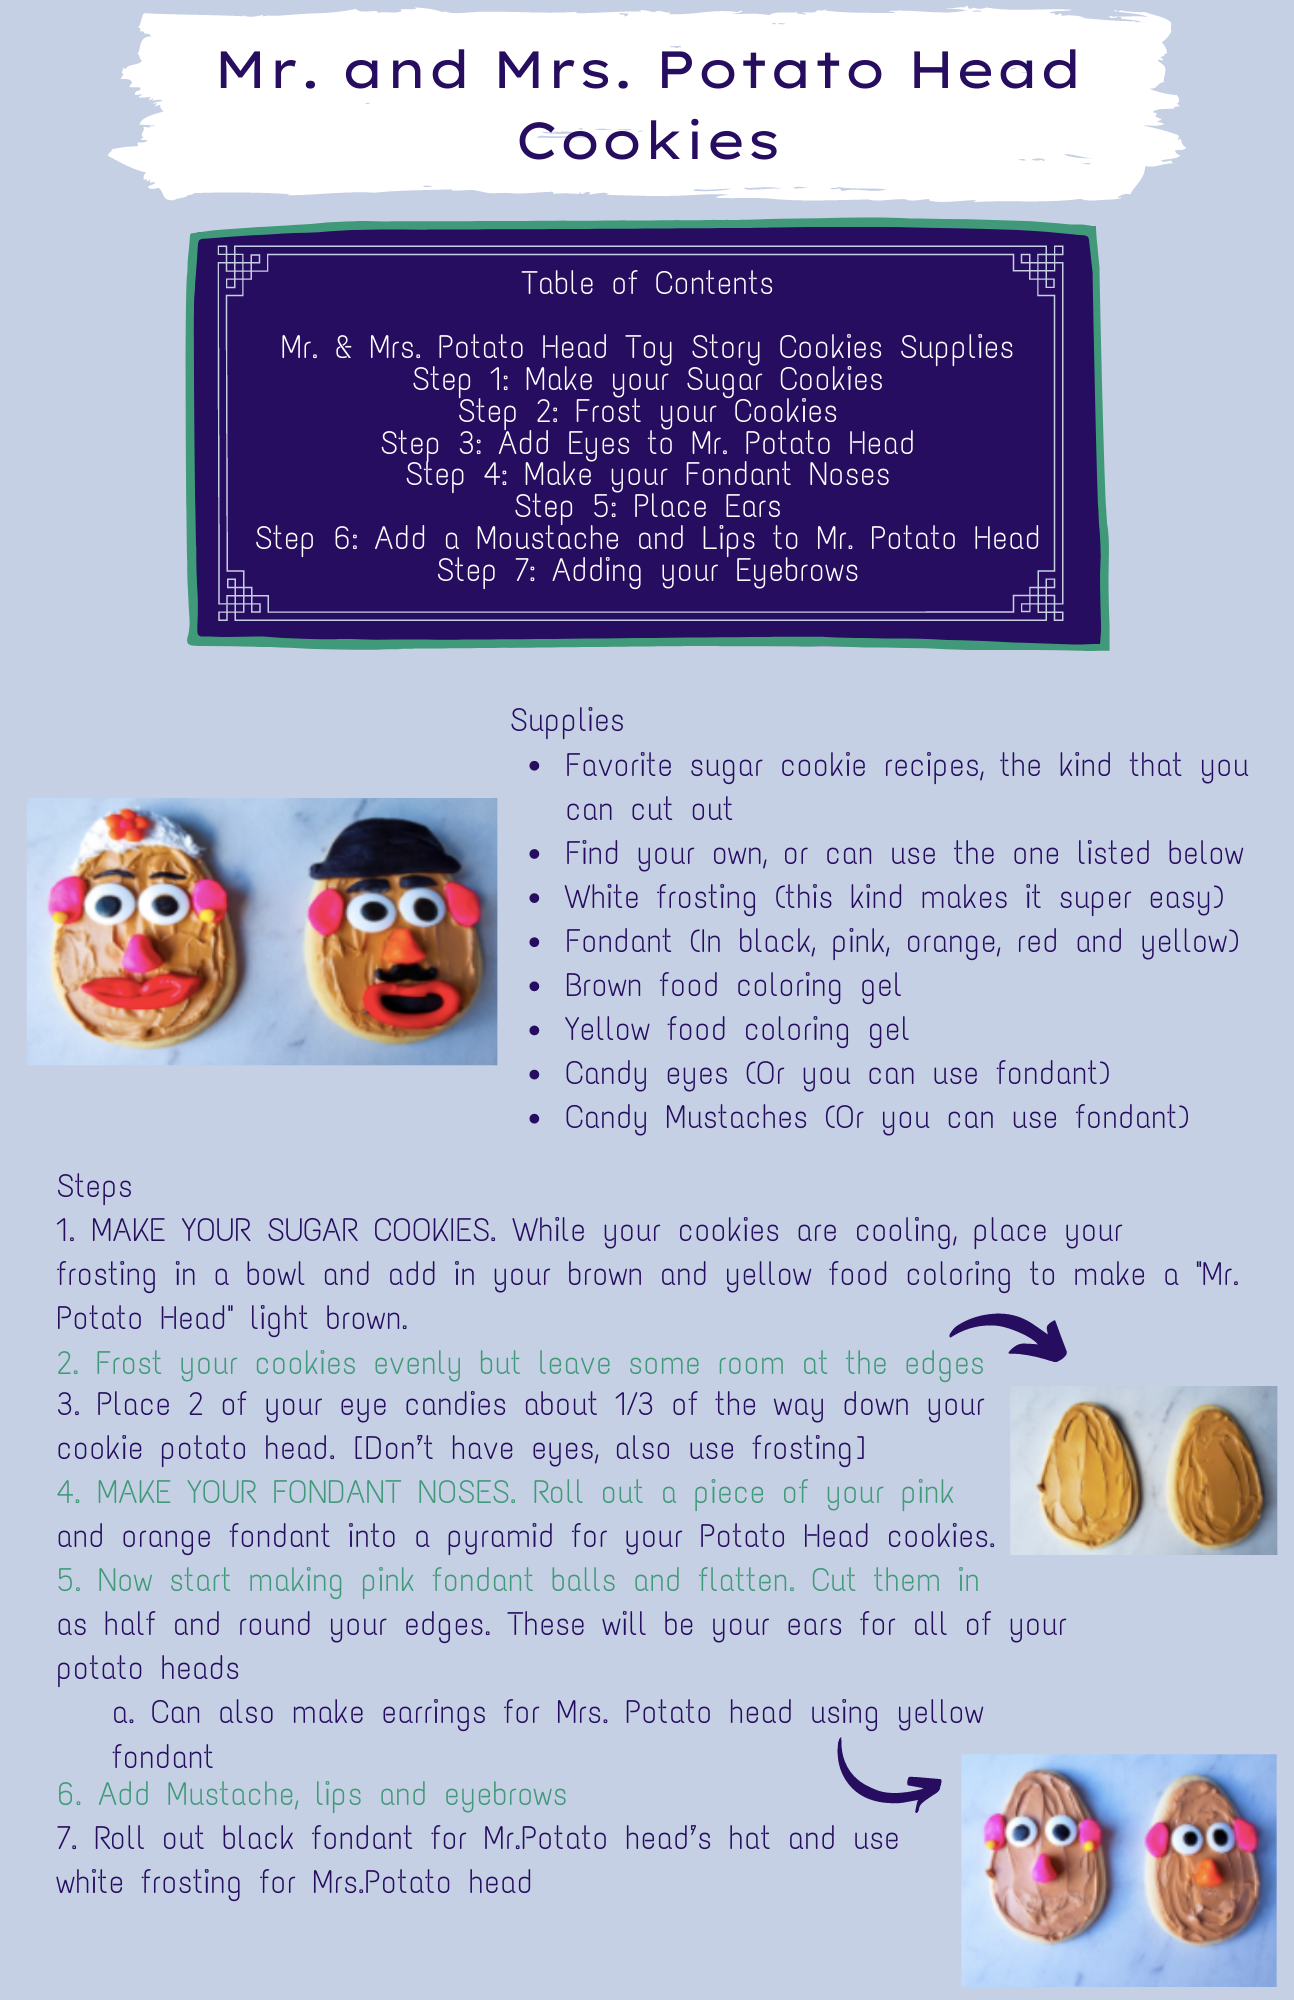 Mr. and Mrs. Potato Head
Cookies
Table of Contents
Mr. & Mrs. Potato Head Toy Story Cookies Supplies
Step 1: Make your Sugar Cookies
Step 2: Frost your Cookies
Step 3: Add Eyes to Mr. Potato Head
Step 4: Make your Fondant Noses
Step 5: Place Ears
Step 6: Add a Moustache and Lips to Mr. Potato Head
Step 7: Adding your Eyebrows
Supplies
• Favorite sugar cookie recipes, the kind that you
can cut out
• Find your own, or can use the one listed below
• White frosting (this kind makes it super easy)
• Fondant (In black, pink, orange, red and yellow)
• Brown food coloring gel
• Yellow food coloring gel
• Candy eyes (Or you can use fondant)
• Candy Mustaches (Or you can use fondant)
Steps
1. MAKE YOUR SUGAR COOKIES. While your cookies are cooling, place your
frosting in a bowl and add in your brown and yellow food coloring to make a "Mr.
Potato Head" light brown.
2. Frost your cookies evenly but leave some room at the edges
3. Place 2 of your eye candies about 1/3 of the way down your
cookie potato head. [Don't have eyes, also use frosting]
4. MAKE YOUR FONDANT NOSES. Roll out a piece of your pink
and orange fondant into a pyramid for your Potato Head cookies.
5. Now start making pink fondant balls and flatten. Cut them in
as half and round your edges. These will be your ears for all of your
potato heads
a. Can also make earrings for Mrs. Potato head using yellow
fondant
6. Add Mustache, lips and eyebrows
7. Roll out black fondant for Mr.Potato head's hat and use
white frosting for Mrs.Potato head